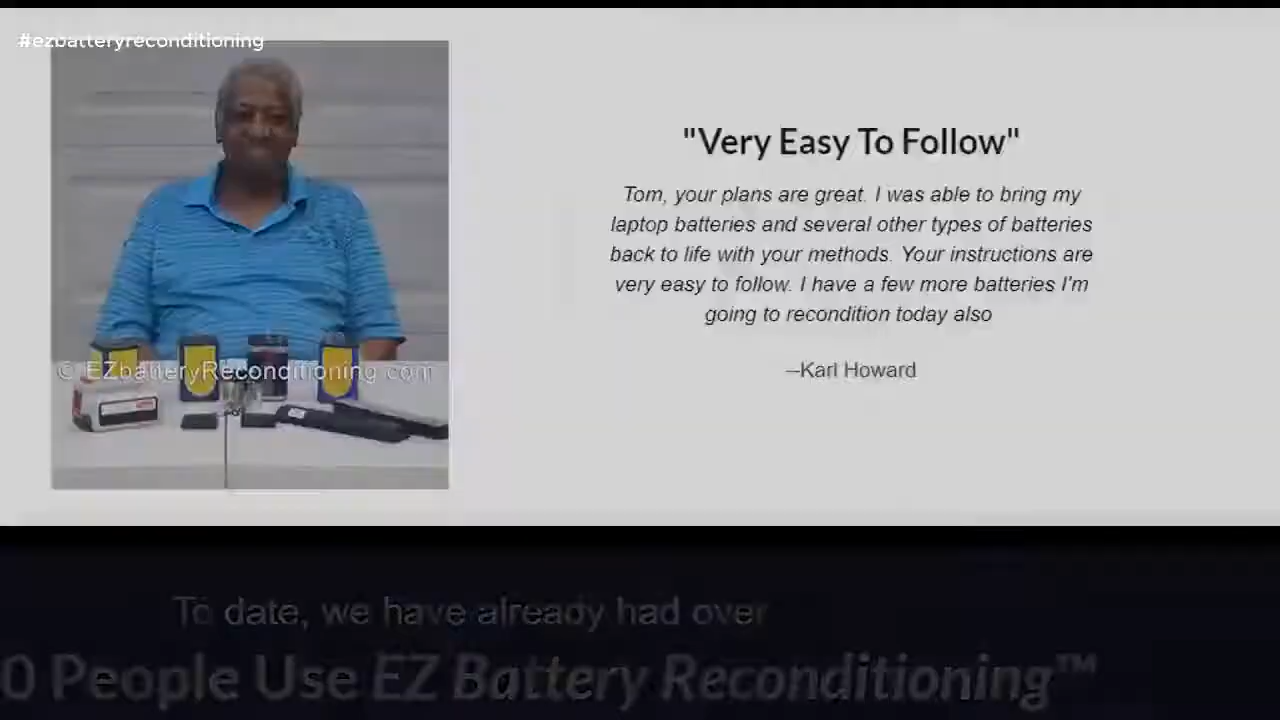 #ezbatteryreconditioning
"Very Easy To Follow"
Tom, your plans are great. I was able to bring my
laptop batteries and several other types of batteries
back to life with your methods. Your instructions are
very easy to follow. I have a few more batteries I'm
going to recondition today also
–Karl Howard
© EZbatteryReconditioning com
To date, we have already had over
0 People Use EZ Battery Reconditioning™